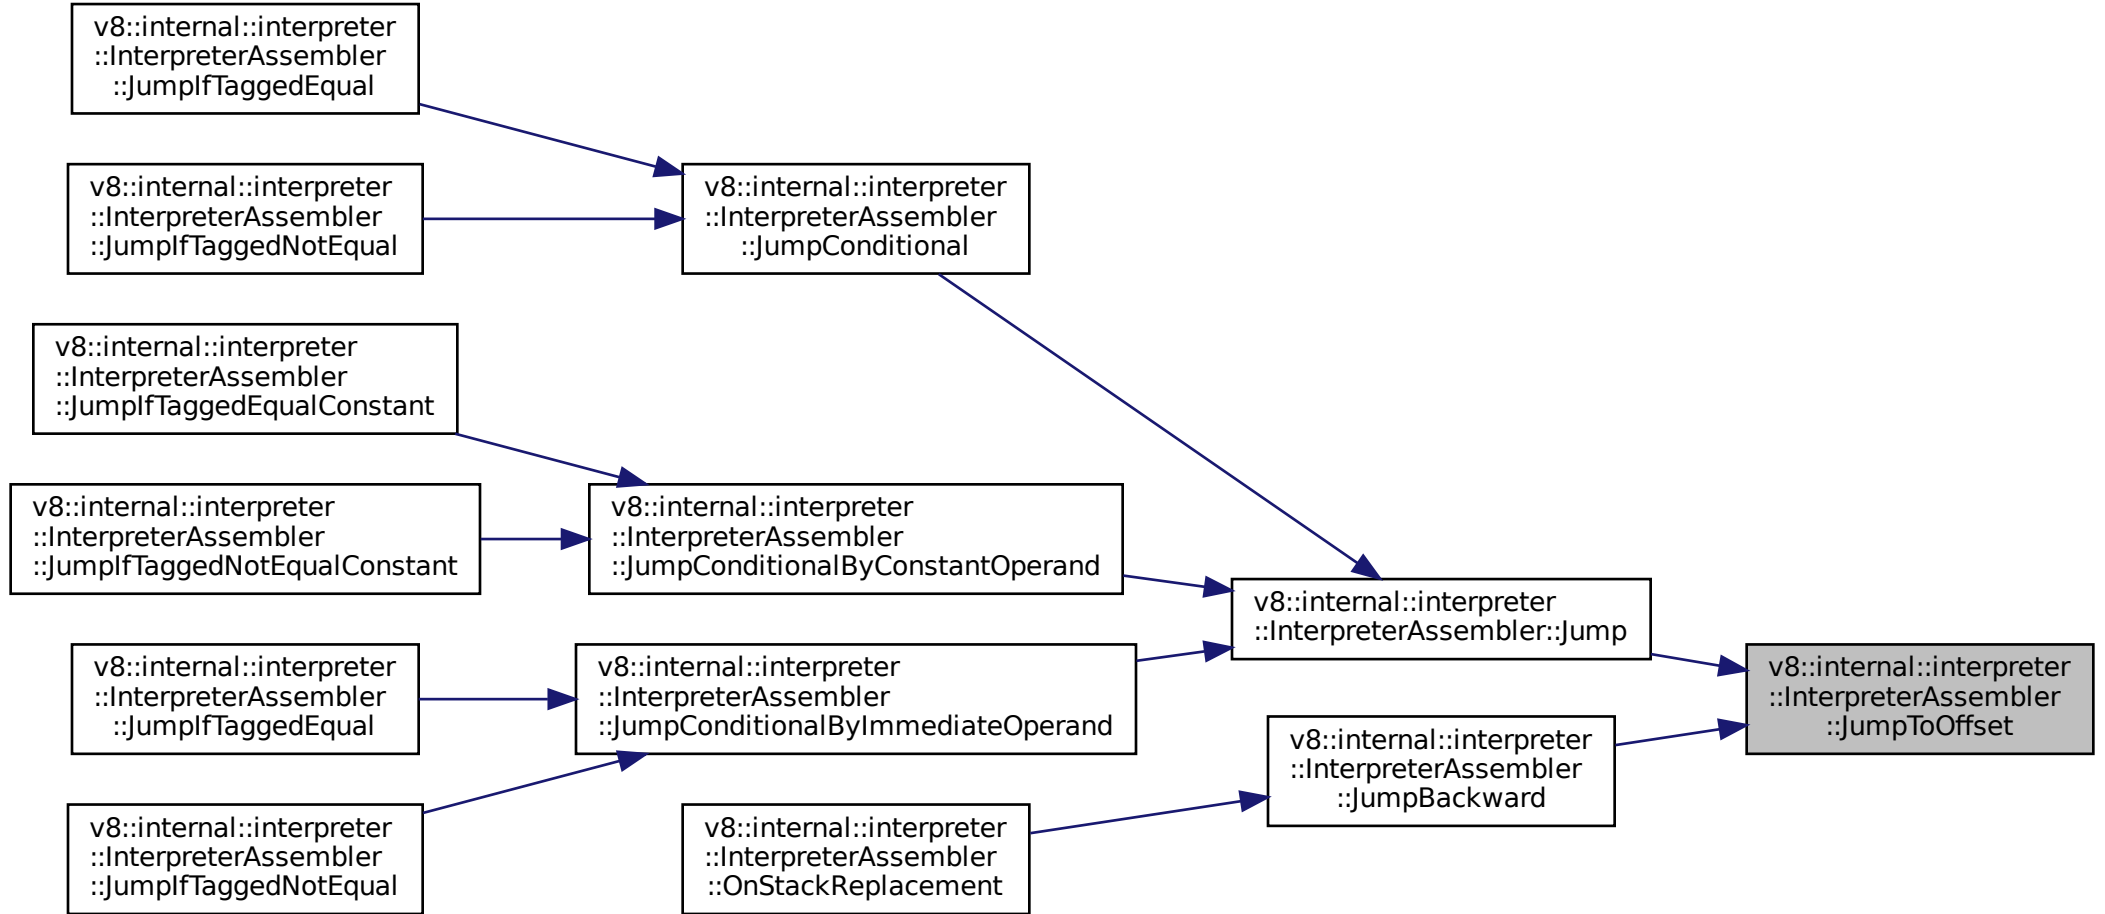 v8::internal::interpreter
::InterpreterAssembler
::JumpIfTaggedEqual
v8::internal::interpreter
::InterpreterAssembler
::JumpIfTaggedNotEqual
v8::internal::interpreter
::InterpreterAssembler
::JumpConditional
v8::internal::interpreter
::InterpreterAssembler
::JumpIfTaggedEqualConstant
v8::internal::interpreter
::InterpreterAssembler
::JumpIfTaggedNotEqualConstant
v8::internal::interpreter
::InterpreterAssembler
::JumpConditionalByConstantOperand
v8::internal::interpreter
::InterpreterAssembler::Jump
v8::internal::interpreter
::InterpreterAssembler
::JumpIfTaggedEqual
v8::internal::interpreter
::InterpreterAssembler
::JumpConditionalByImmediateOperand
v8::internal::interpreter
::InterpreterAssembler
::JumpToOffset
v8::internal::interpreter
::InterpreterAssembler
::JumpBackward
v8::internal::interpreter
::InterpreterAssembler
::JumpIfTaggedNotEqual
v8::internal::interpreter
::InterpreterAssembler
::OnStackReplacement